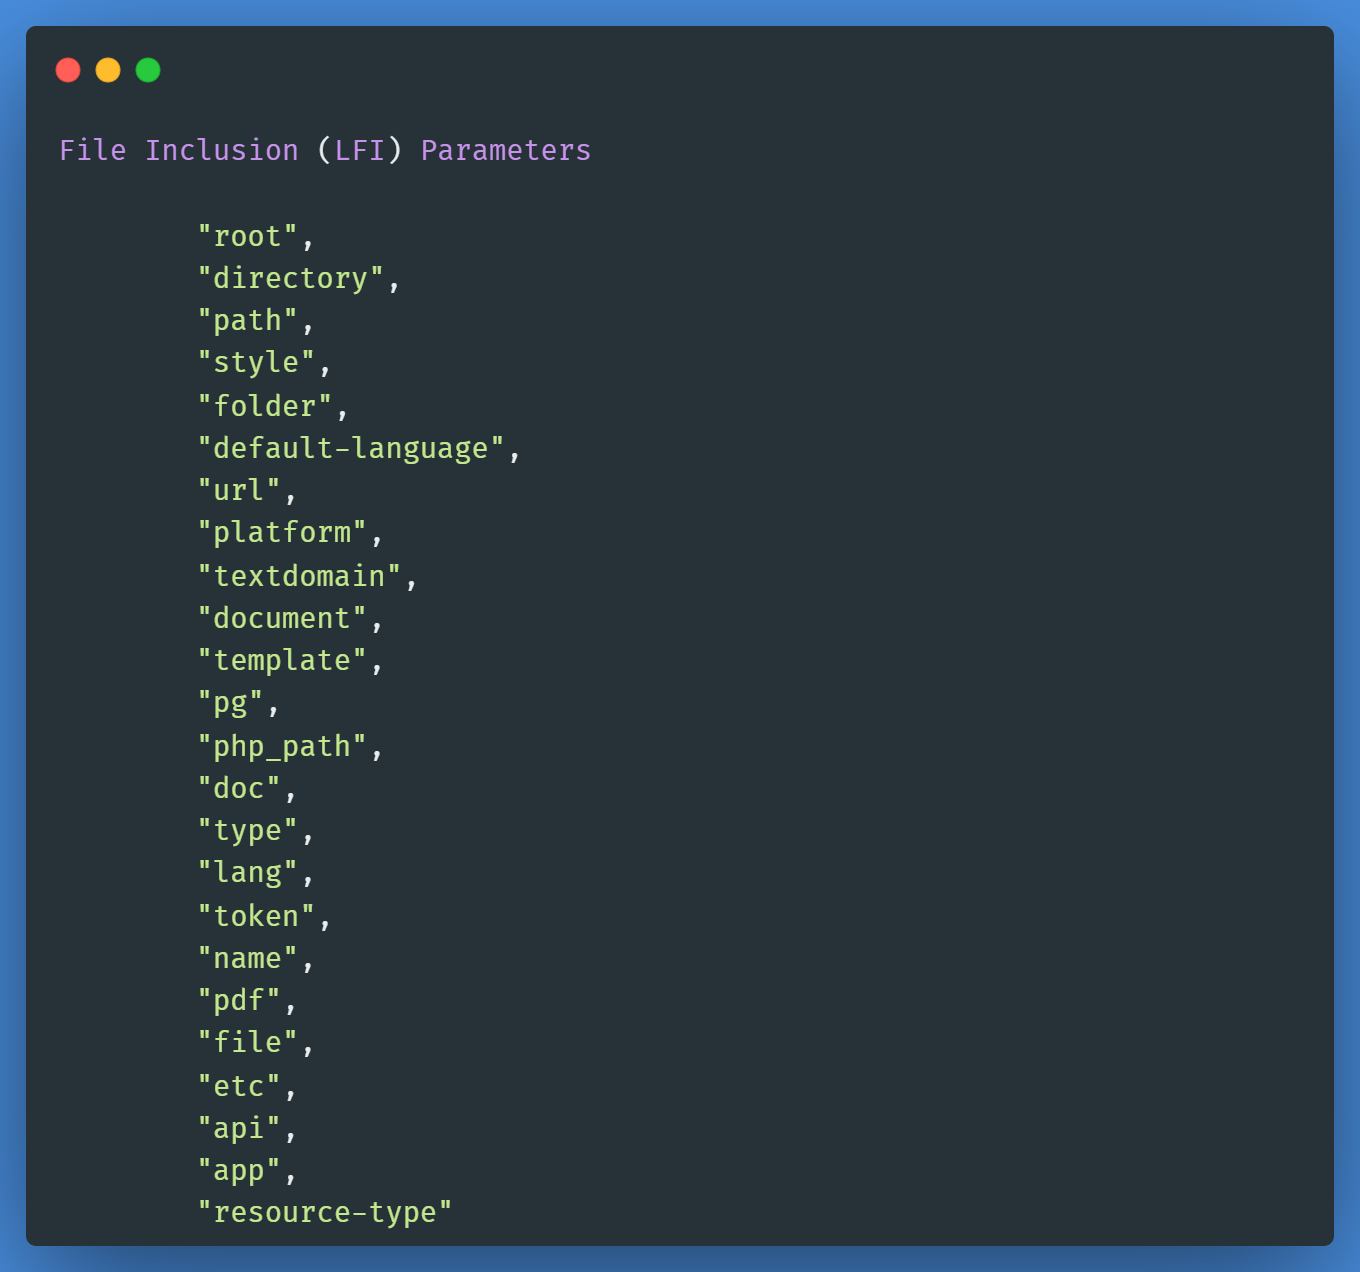 File Inclusion (LFI) Parameters
"root",
"directory",
"path",
"style",
"folder",
"default-language",
"url",
"platform",
"textdomain",
"document",
"template",
"pg",
"php_path",
"doc",
"type",
"lang",
"token",
"name",
"pdf",
"file",
"etc",
"api",
"app",
"resource-type"